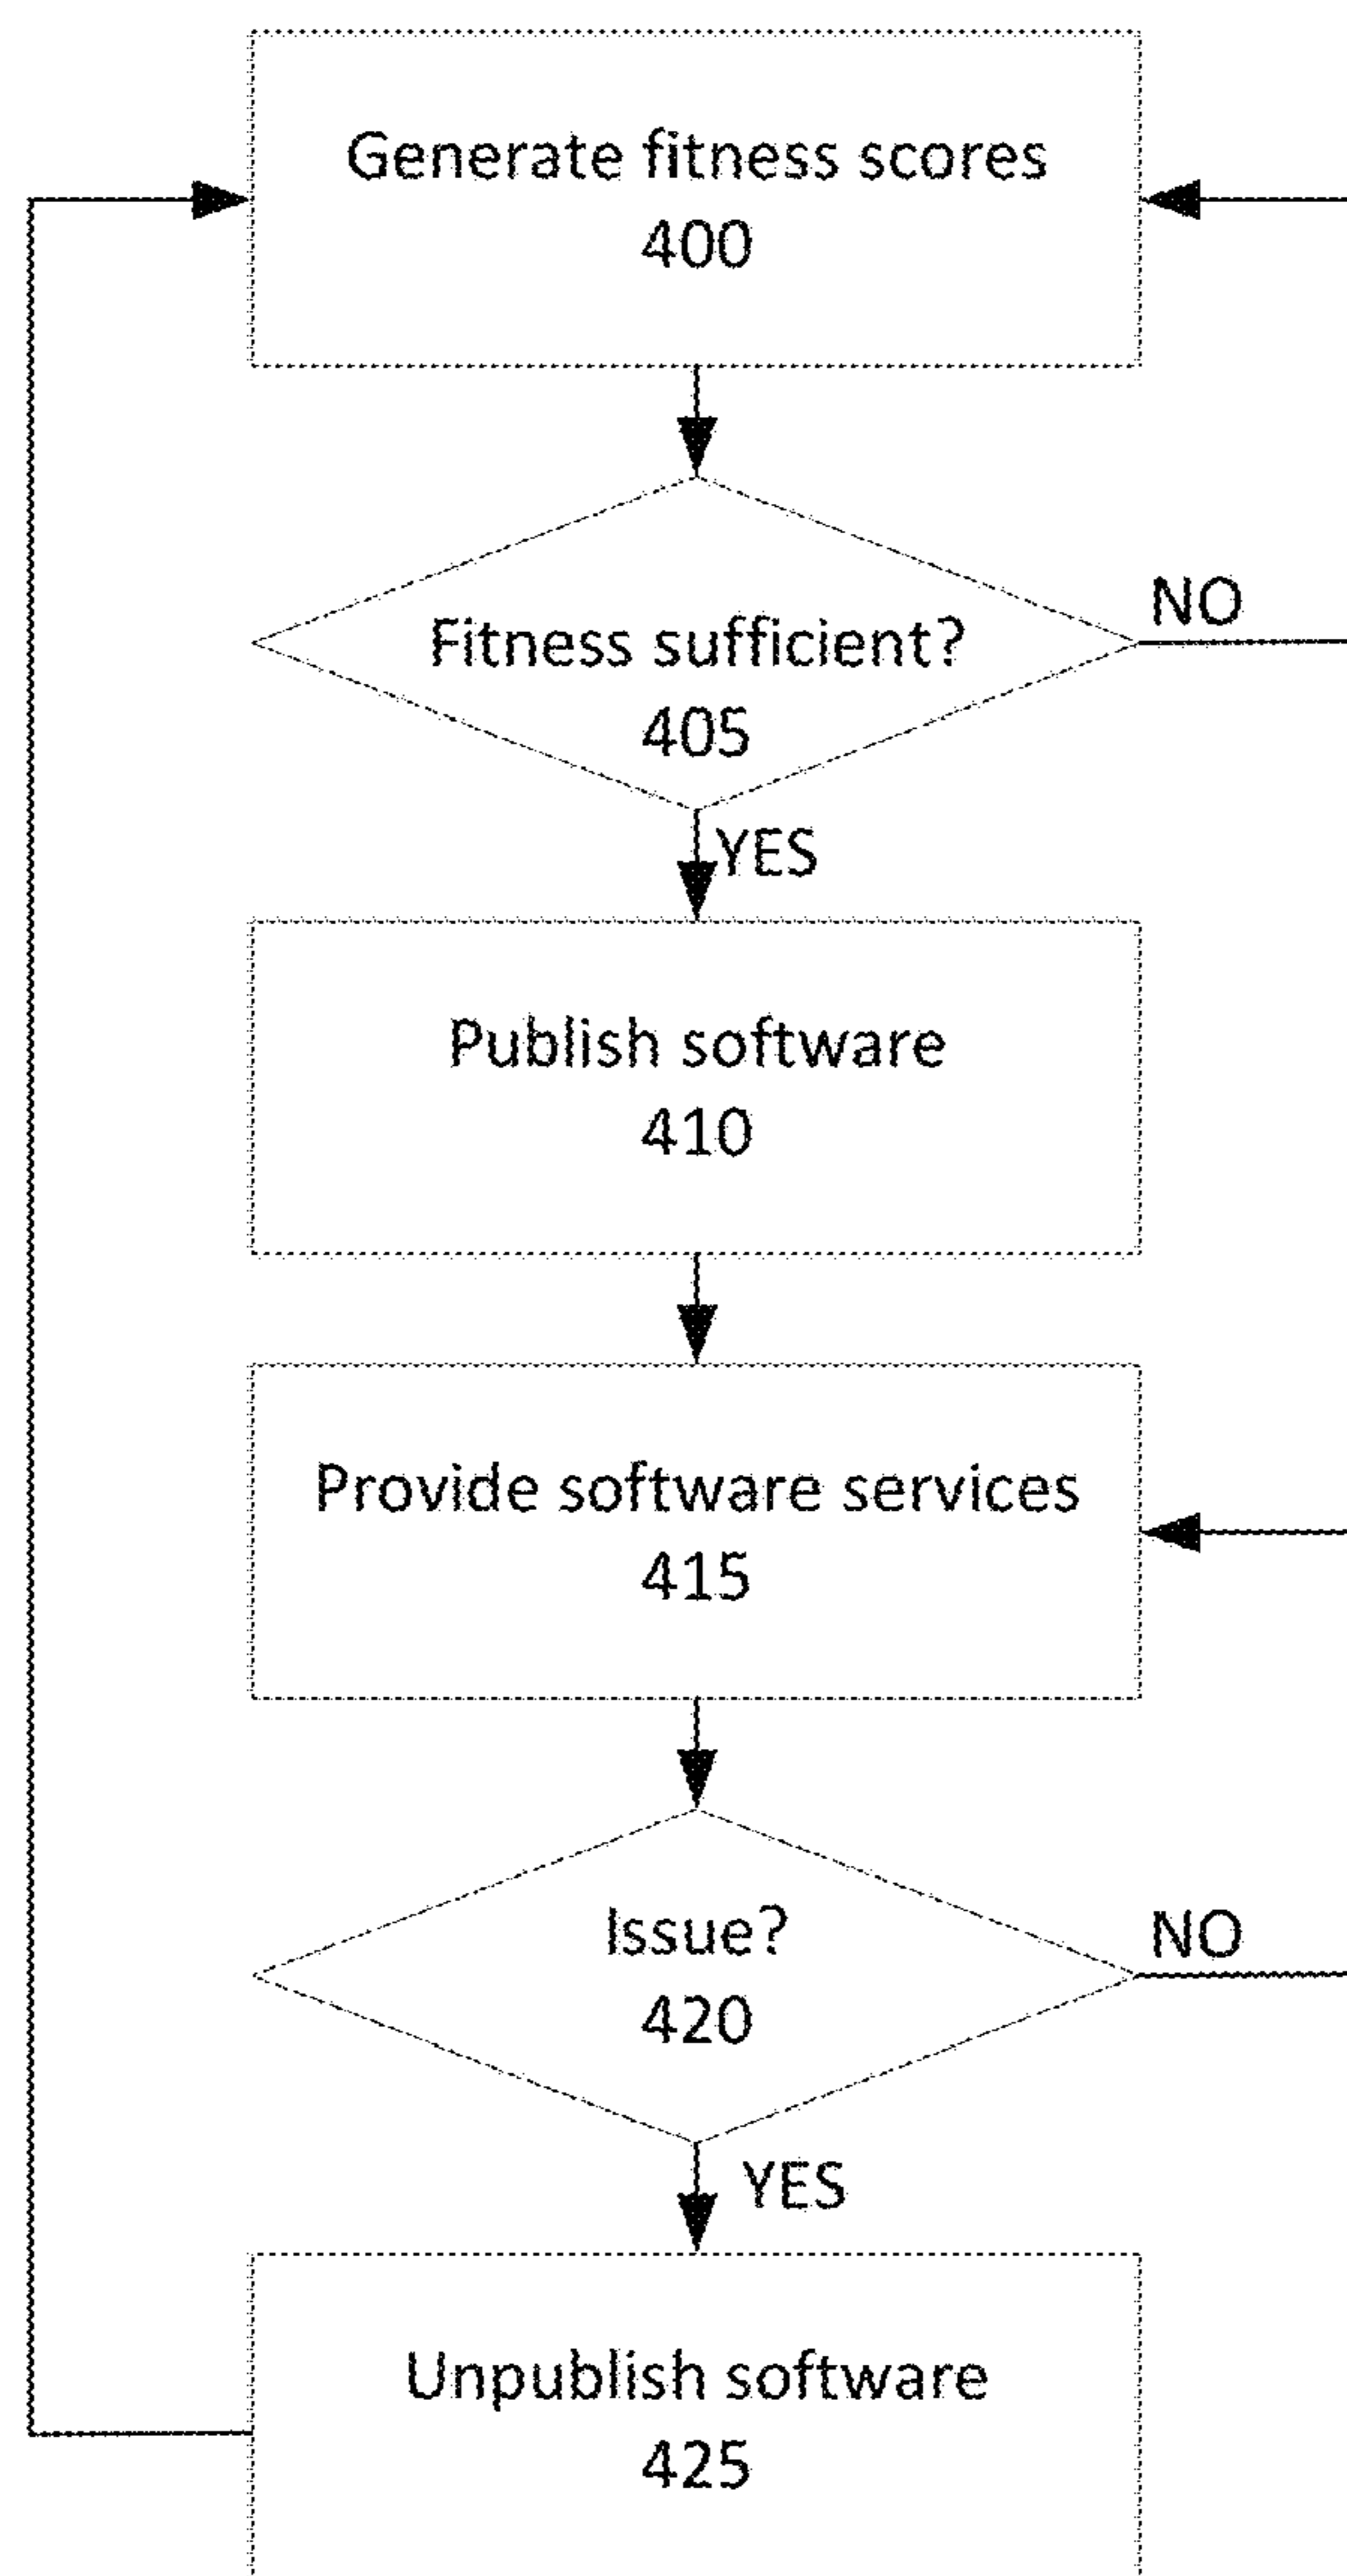 Generate fitness scores
400
Fitness sufficient?
405
NO
YES
Publish software
410
Provide software services
415
Issue?
420
NO
YES
Unpublish software
425